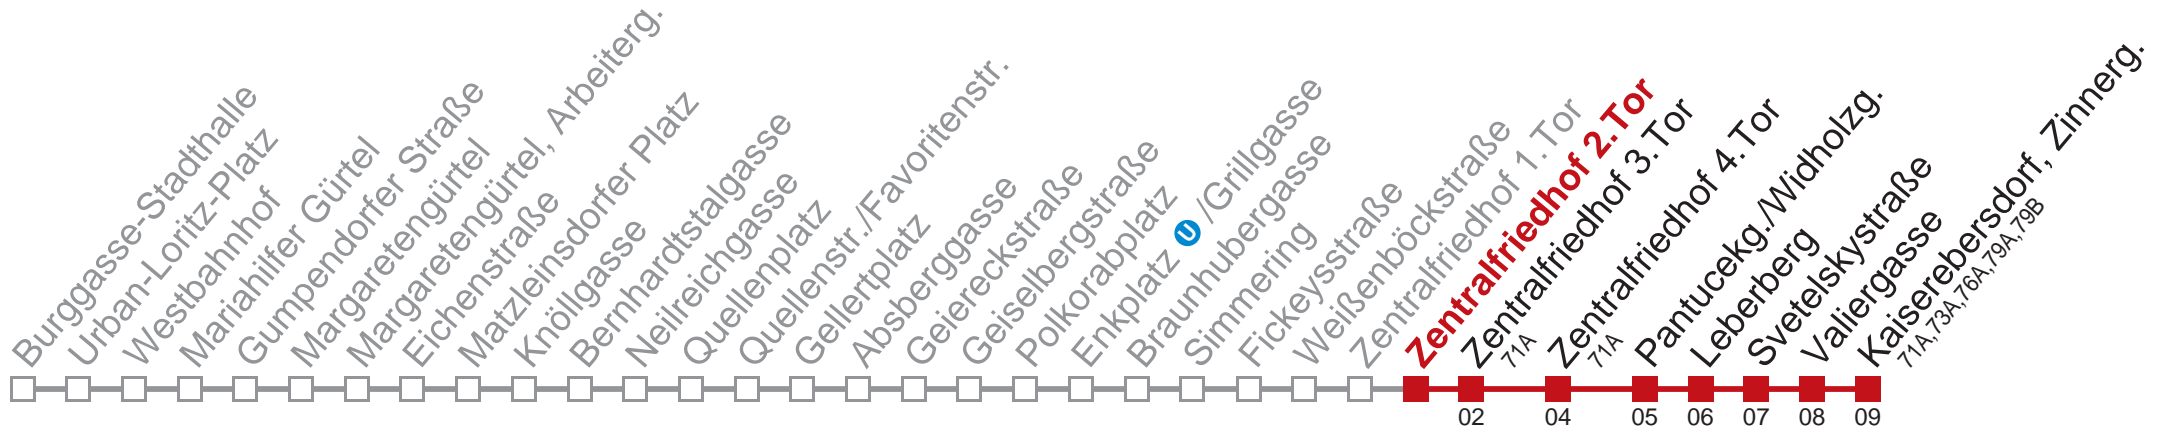 Burggasse-Stadthalle
Urban-Loritz-Platz
Westbahnhof
Mariahilfer Gürtel
Gumpendorfer Straße
Margaretengürtel
Margaretengürtel, Arbeiterg.
Eichenstraße
Matzleinsdorfer Platz
Knöllgasse
Bernhardtstalgasse
Neilreichgasse
Quellenplatz
Quellenstr./Favoritenstr.
Gellertplatz
Absberggasse
Geiereckstraße
Geiselbergstraße
Polkorabplatz
Enkplatz U /Grillgasse
Braunhubergasse
Simmering
Fickeysstraße
Weißenböckstraße
Zentralfriedhof 1.Tor
Zentralfriedhof 2.Tor
Zentralfriedhof 3.Tor
71A
Zentralfriedhof 4.Tor
71A
Pantucekg./Widholzg.
Leberberg
Svetelskystraße
Valiergasse
Kaiserebersdorf, Zinnerg.
71A,73A,76A,79A,79B
02 04 05 06 07 08 09